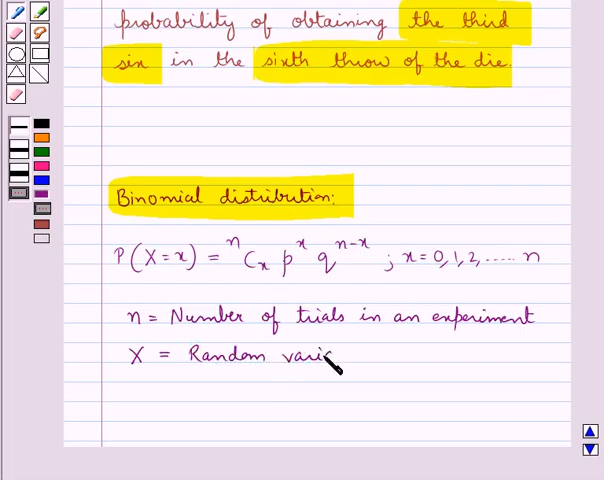 probability of obtaining the third
six in the sixth throw of the die.
Binomial distribution:
P(X=x) = ⁿCₓ pˣ qⁿ⁻ˣ ; x=0,1,2,...... n
n = Number of trials in an experiment
X = Random vari